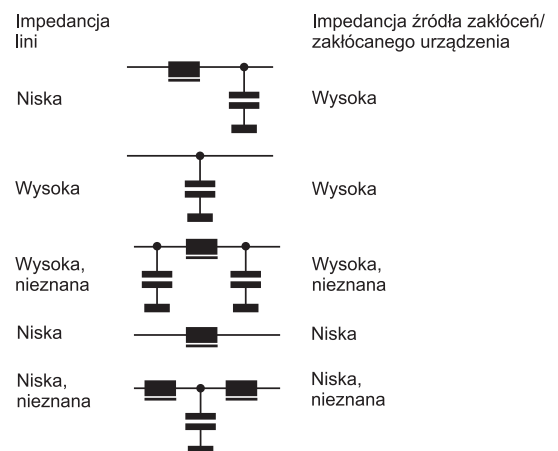 Impedancja
lini
Impedancja źródła zakłóceń/
zakłócanego urządzenia
Niska
Wysoka
Wysoka
Wysoka
Wysoka,
nieznana
Wysoka,
nieznana
Niska
Niska
Niska,
nieznana
Niska,
nieznana